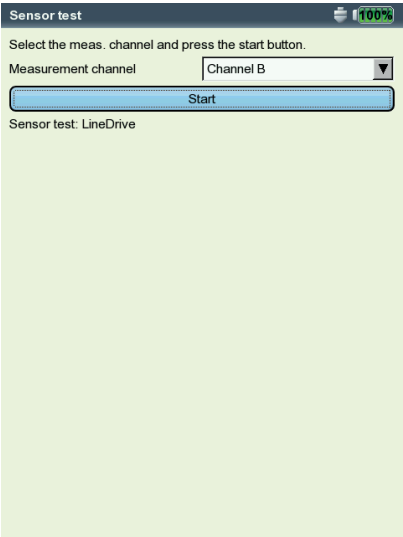 Sensor test
100%
Select the meas. channel and press the start button.
Measurement channel
Channel B
Start
Sensor test: LineDrive